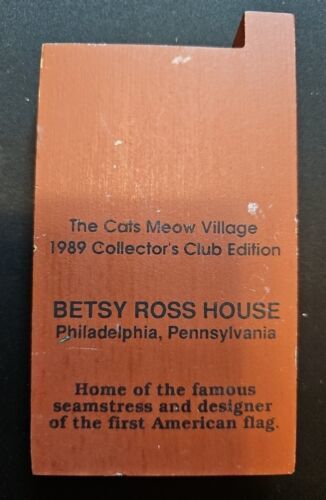 The Cats Meow Village
1989 Collector's Club Edition
BETSY ROSS HOUSE
Philadelphia, Pennsylvania
Home of the famous
seamstress and designer
of the first American flag.